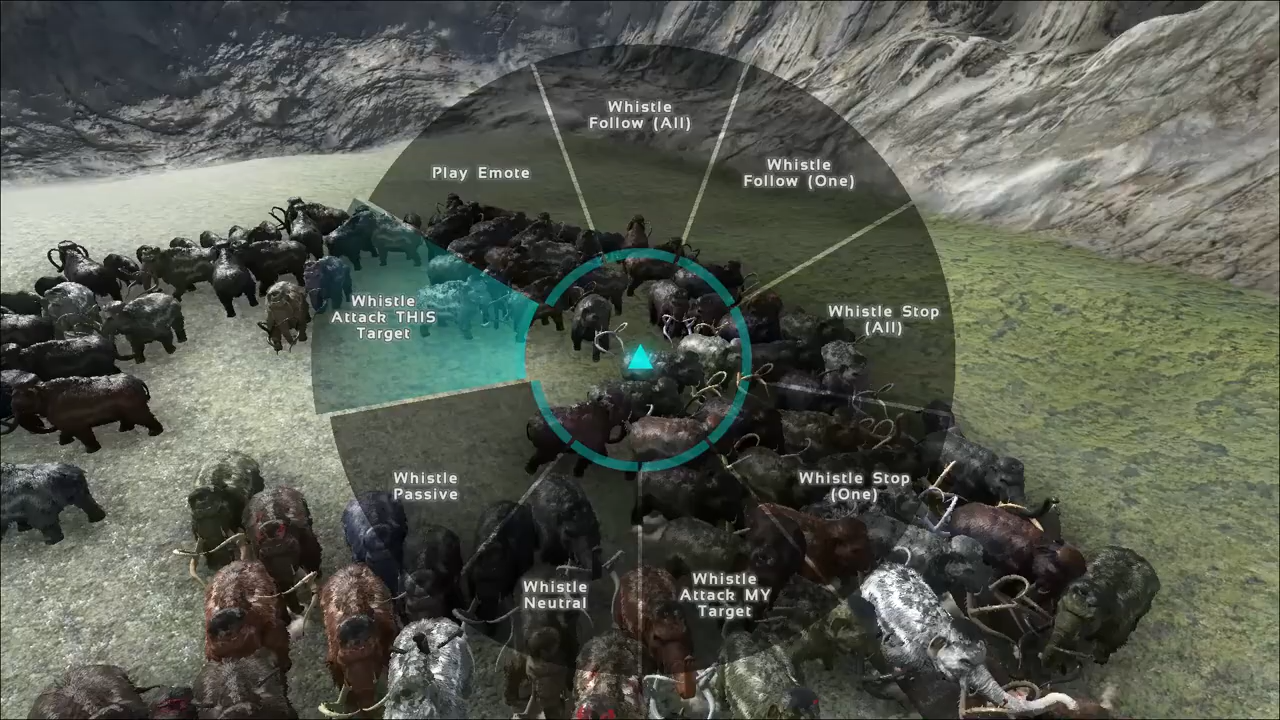 Whistle
Follow (All)
Whistle
Follow (One)
Play Emote
Whistle
Attack THIS
Target
Whistle Stop
(All)
Whistle
Passive
Whistle Stop
(One)
Whistle
Neutral
Whistle
Attack MY
Target